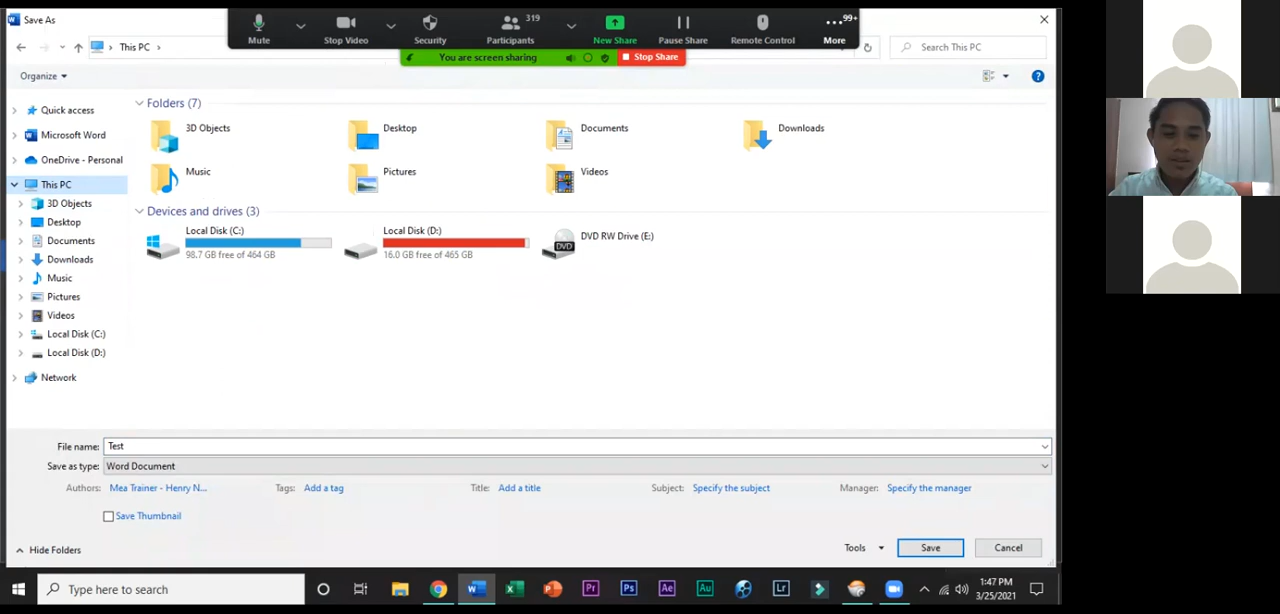 Save As
Mute
Stop Video
Security
Participants
319
New Share
Pause Share
Remote Control
99+
More
You are screen sharing
Stop Share
This PC
Search This PC
Organize
Quick access
Microsoft Word
OneDrive - Personal
This PC
3D Objects
Desktop
Documents
Downloads
Music
Pictures
Videos
Local Disk (C:)
Local Disk (D:)
Network
Folders (7)
3D Objects
Desktop
Documents
Downloads
Music
Pictures
Videos
Devices and drives (3)
Local Disk (C:)
98.7 GB free of 464 GB
Local Disk (D:)
16.0 GB free of 465 GB
DVD RW Drive (E:)
DVD
File name: Test
Save as type: Word Document
Authors: Mea Trainer - Henry N...
Tags: Add a tag
Title: Add a title
Subject: Specify the subject
Manager: Specify the manager
Save Thumbnail
Hide Folders
Tools
Save
Cancel
Type here to search
Pr
Ps
Ae
Au
Lr
1:47 PM
3/25/2021